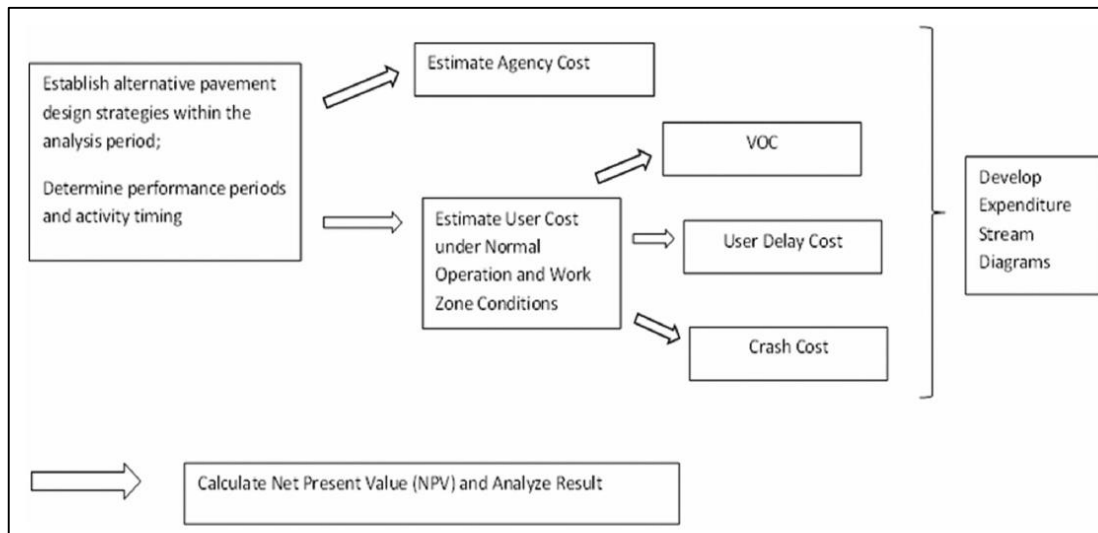 Establish alternative pavement
design strategies within the
analysis period;
Determine performance periods
and activity timing
Estimate Agency Cost
Estimate User Cost
under Normal
Operation and Work
Zone Conditions
VOC
User Delay Cost
Crash Cost
Develop
Expenditure
Stream
Diagrams
Calculate Net Present Value (NPV) and Analyze Result